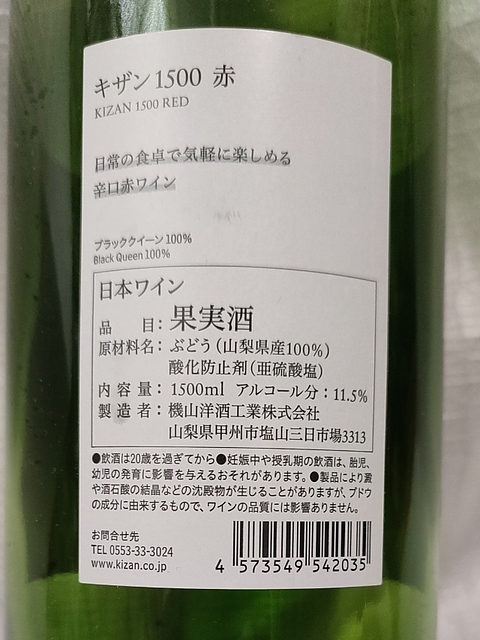 キザン1500 赤
KIZAN 1500 RED
日常の食卓で気軽に楽しめる
辛口赤ワイン
ブラッククイーン100%
Black Queen 100%
日本ワイン
品 目：果実酒
原材料名：ぶどう（山梨県産100%）
酸化防止剤（亜硫酸塩）
内容量：1500ml アルコール分：11.5%
製造者：機山洋酒工業株式会社
山梨県甲州市塩山三日市場3313
●飲酒は20歳を過ぎてから●妊娠中や授乳期の飲酒は、胎児、
幼児の発育に影響を与えるおそれがあります。●製品により澱
や酒石酸の結晶などの沈殿物が生じることがありますが、ブドウ
の成分に由来するもので、ワインの品質には影響ありません。
お問合せ先
TEL 0553-33-3024
www.kizan.co.jp
4 573549 542035